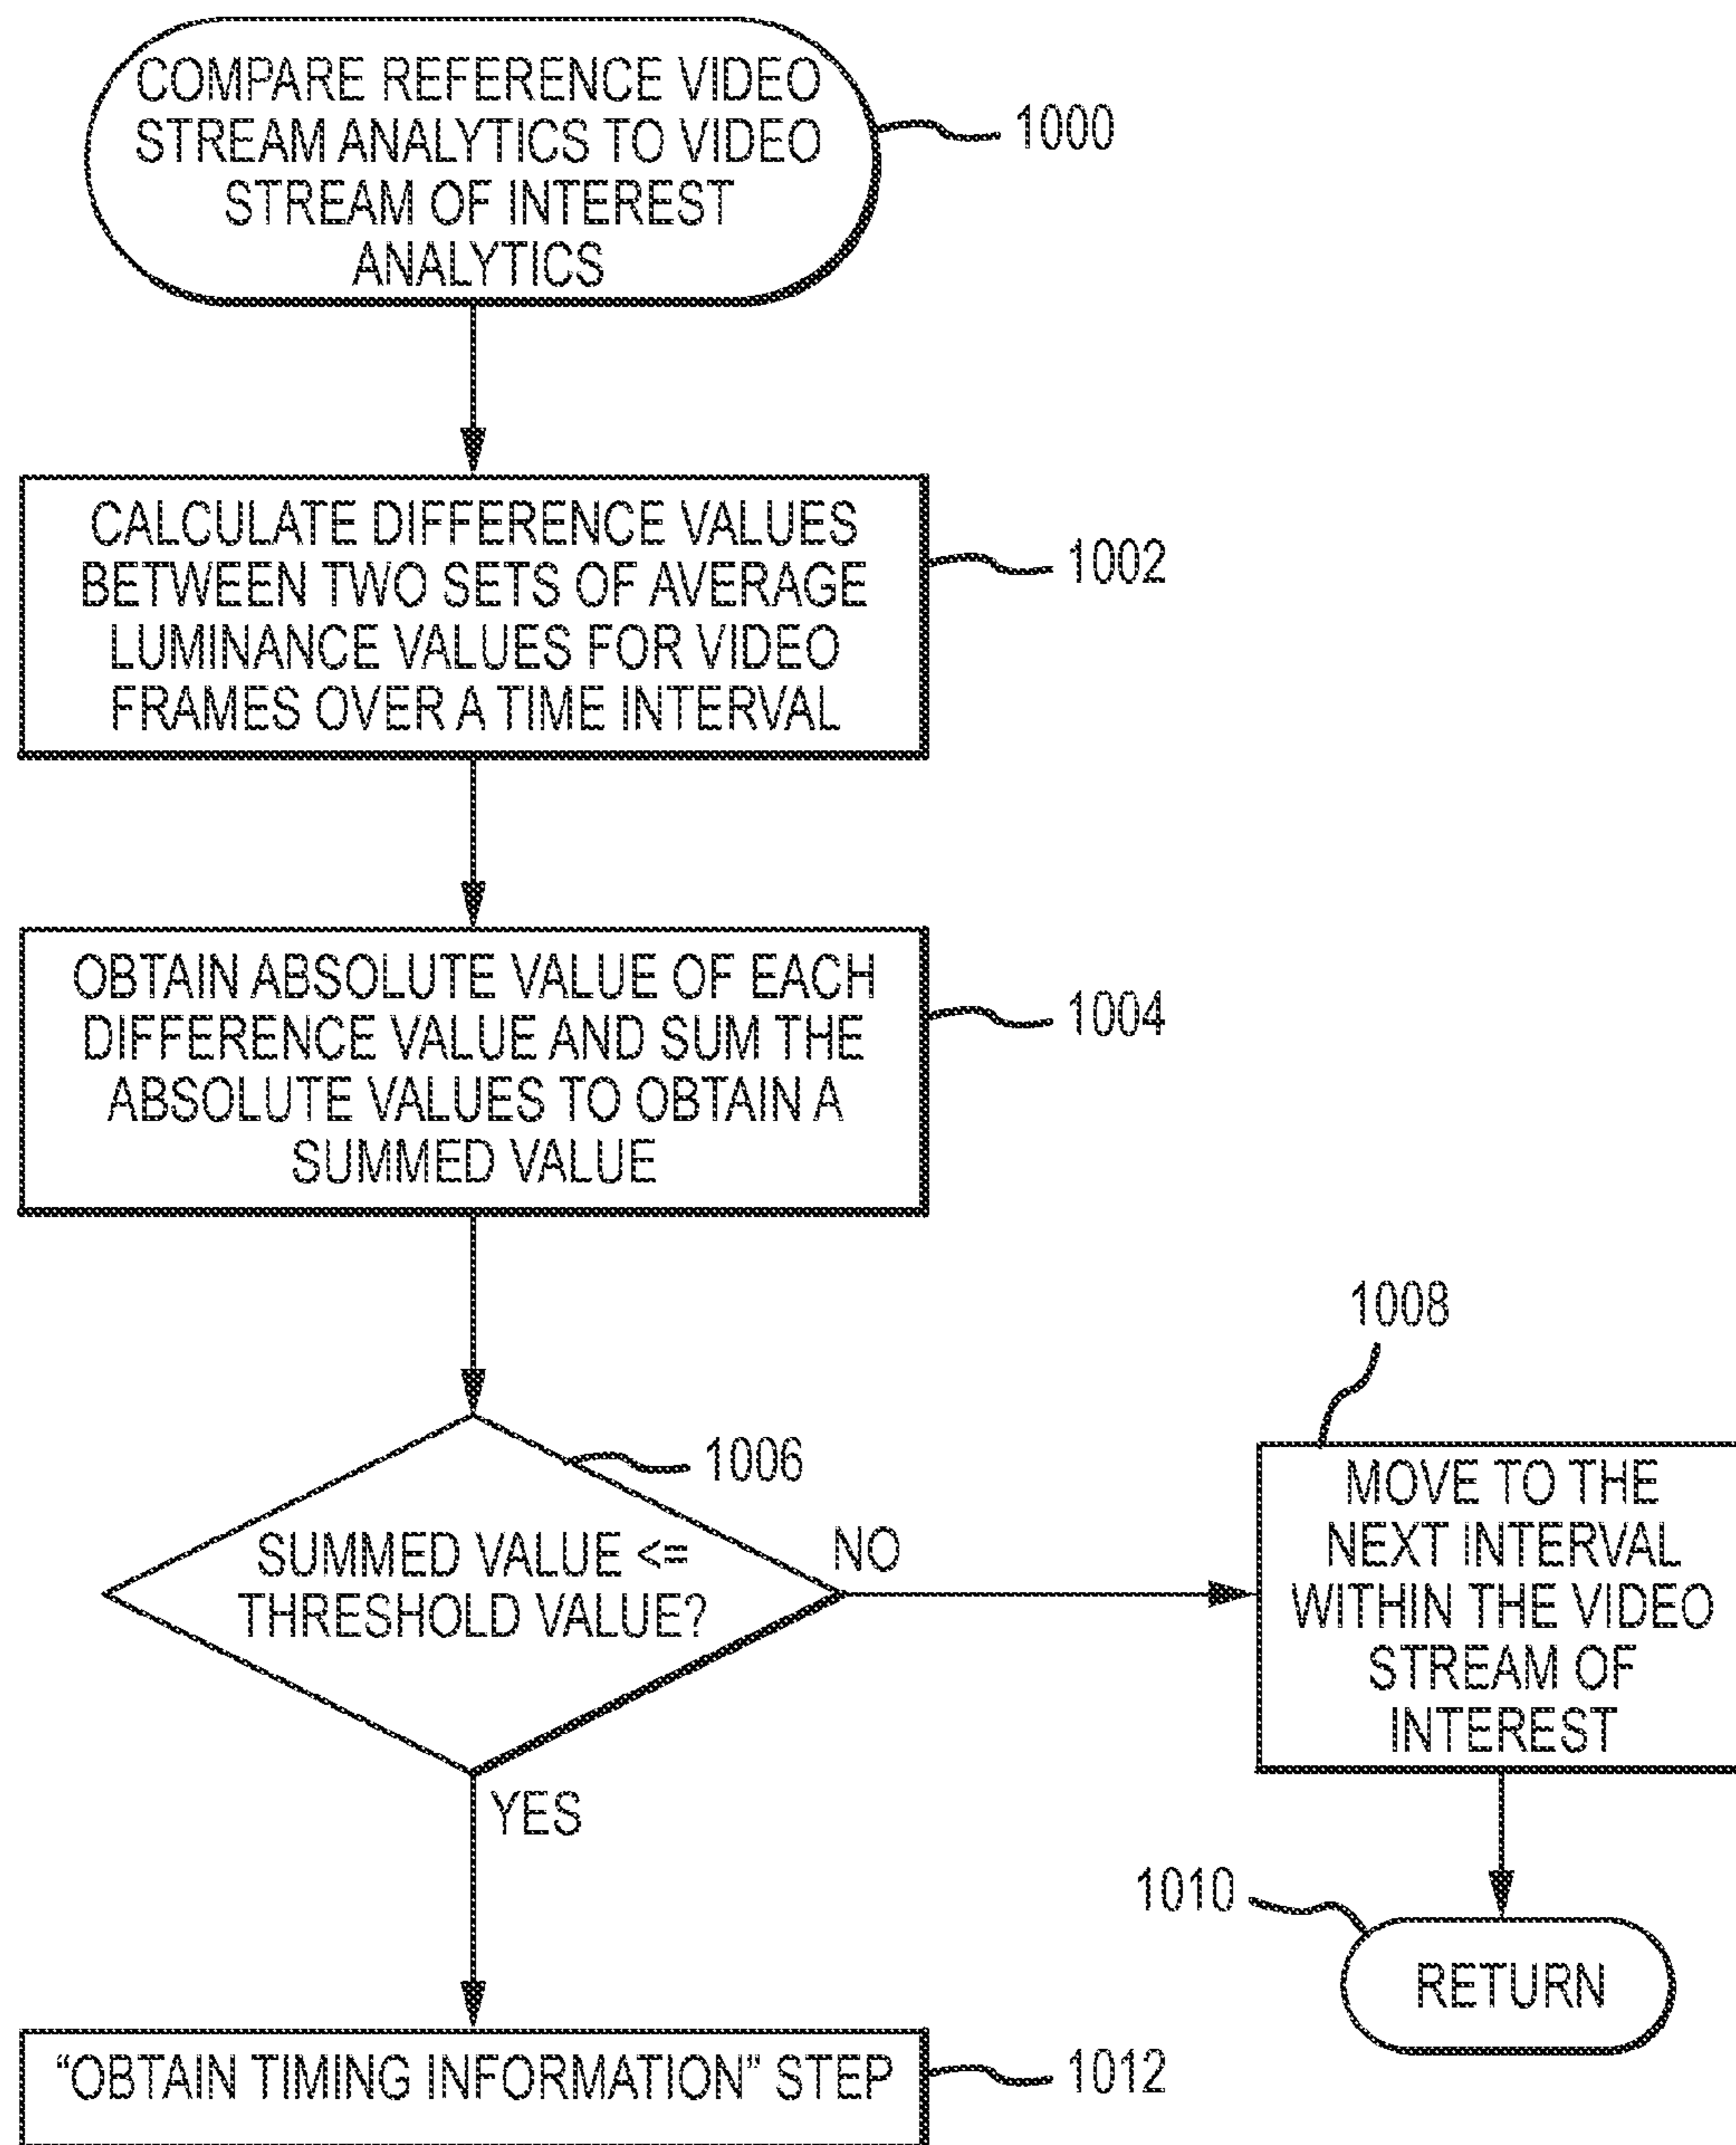 COMPARE REFERENCE VIDEO
STREAM ANALYTICS TO VIDEO
STREAM OF INTEREST
ANALYTICS
1000
CALCULATE DIFFERENCE VALUES
BETWEEN TWO SETS OF AVERAGE
LUMINANCE VALUES FOR VIDEO
FRAMES OVER A TIME INTERVAL
1002
OBTAIN ABSOLUTE VALUE OF EACH
DIFFERENCE VALUE AND SUM THE
ABSOLUTE VALUES TO OBTAIN A
SUMMED VALUE
1004
1006
SUMMED VALUE <=
THRESHOLD VALUE?
NO
YES
1008
MOVE TO THE
NEXT INTERVAL
WITHIN THE VIDEO
STREAM OF
INTEREST
1010
RETURN
"OBTAIN TIMING INFORMATION" STEP
1012